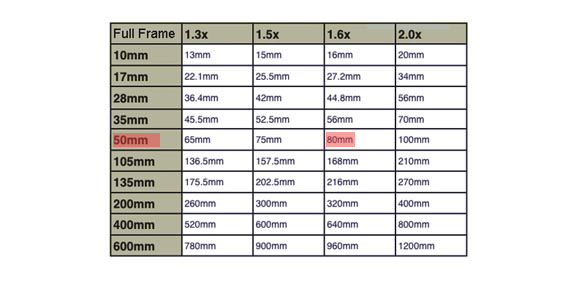 Full Frame 1.3x 1.5x 1.6x 2.0x
10mm 13mm 15mm 16mm 20mm
17mm 22.1mm 25.5mm 27.2mm 34mm
28mm 36.4mm 42mm 44.8mm 56mm
35mm 45.5mm 52.5mm 56mm 70mm
50mm 65mm 75mm 80mm 100mm
105mm 136.5mm 157.5mm 168mm 210mm
135mm 175.5mm 202.5mm 216mm 270mm
200mm 260mm 300mm 320mm 400mm
400mm 520mm 600mm 640mm 800mm
600mm 780mm 900mm 960mm 1200mm